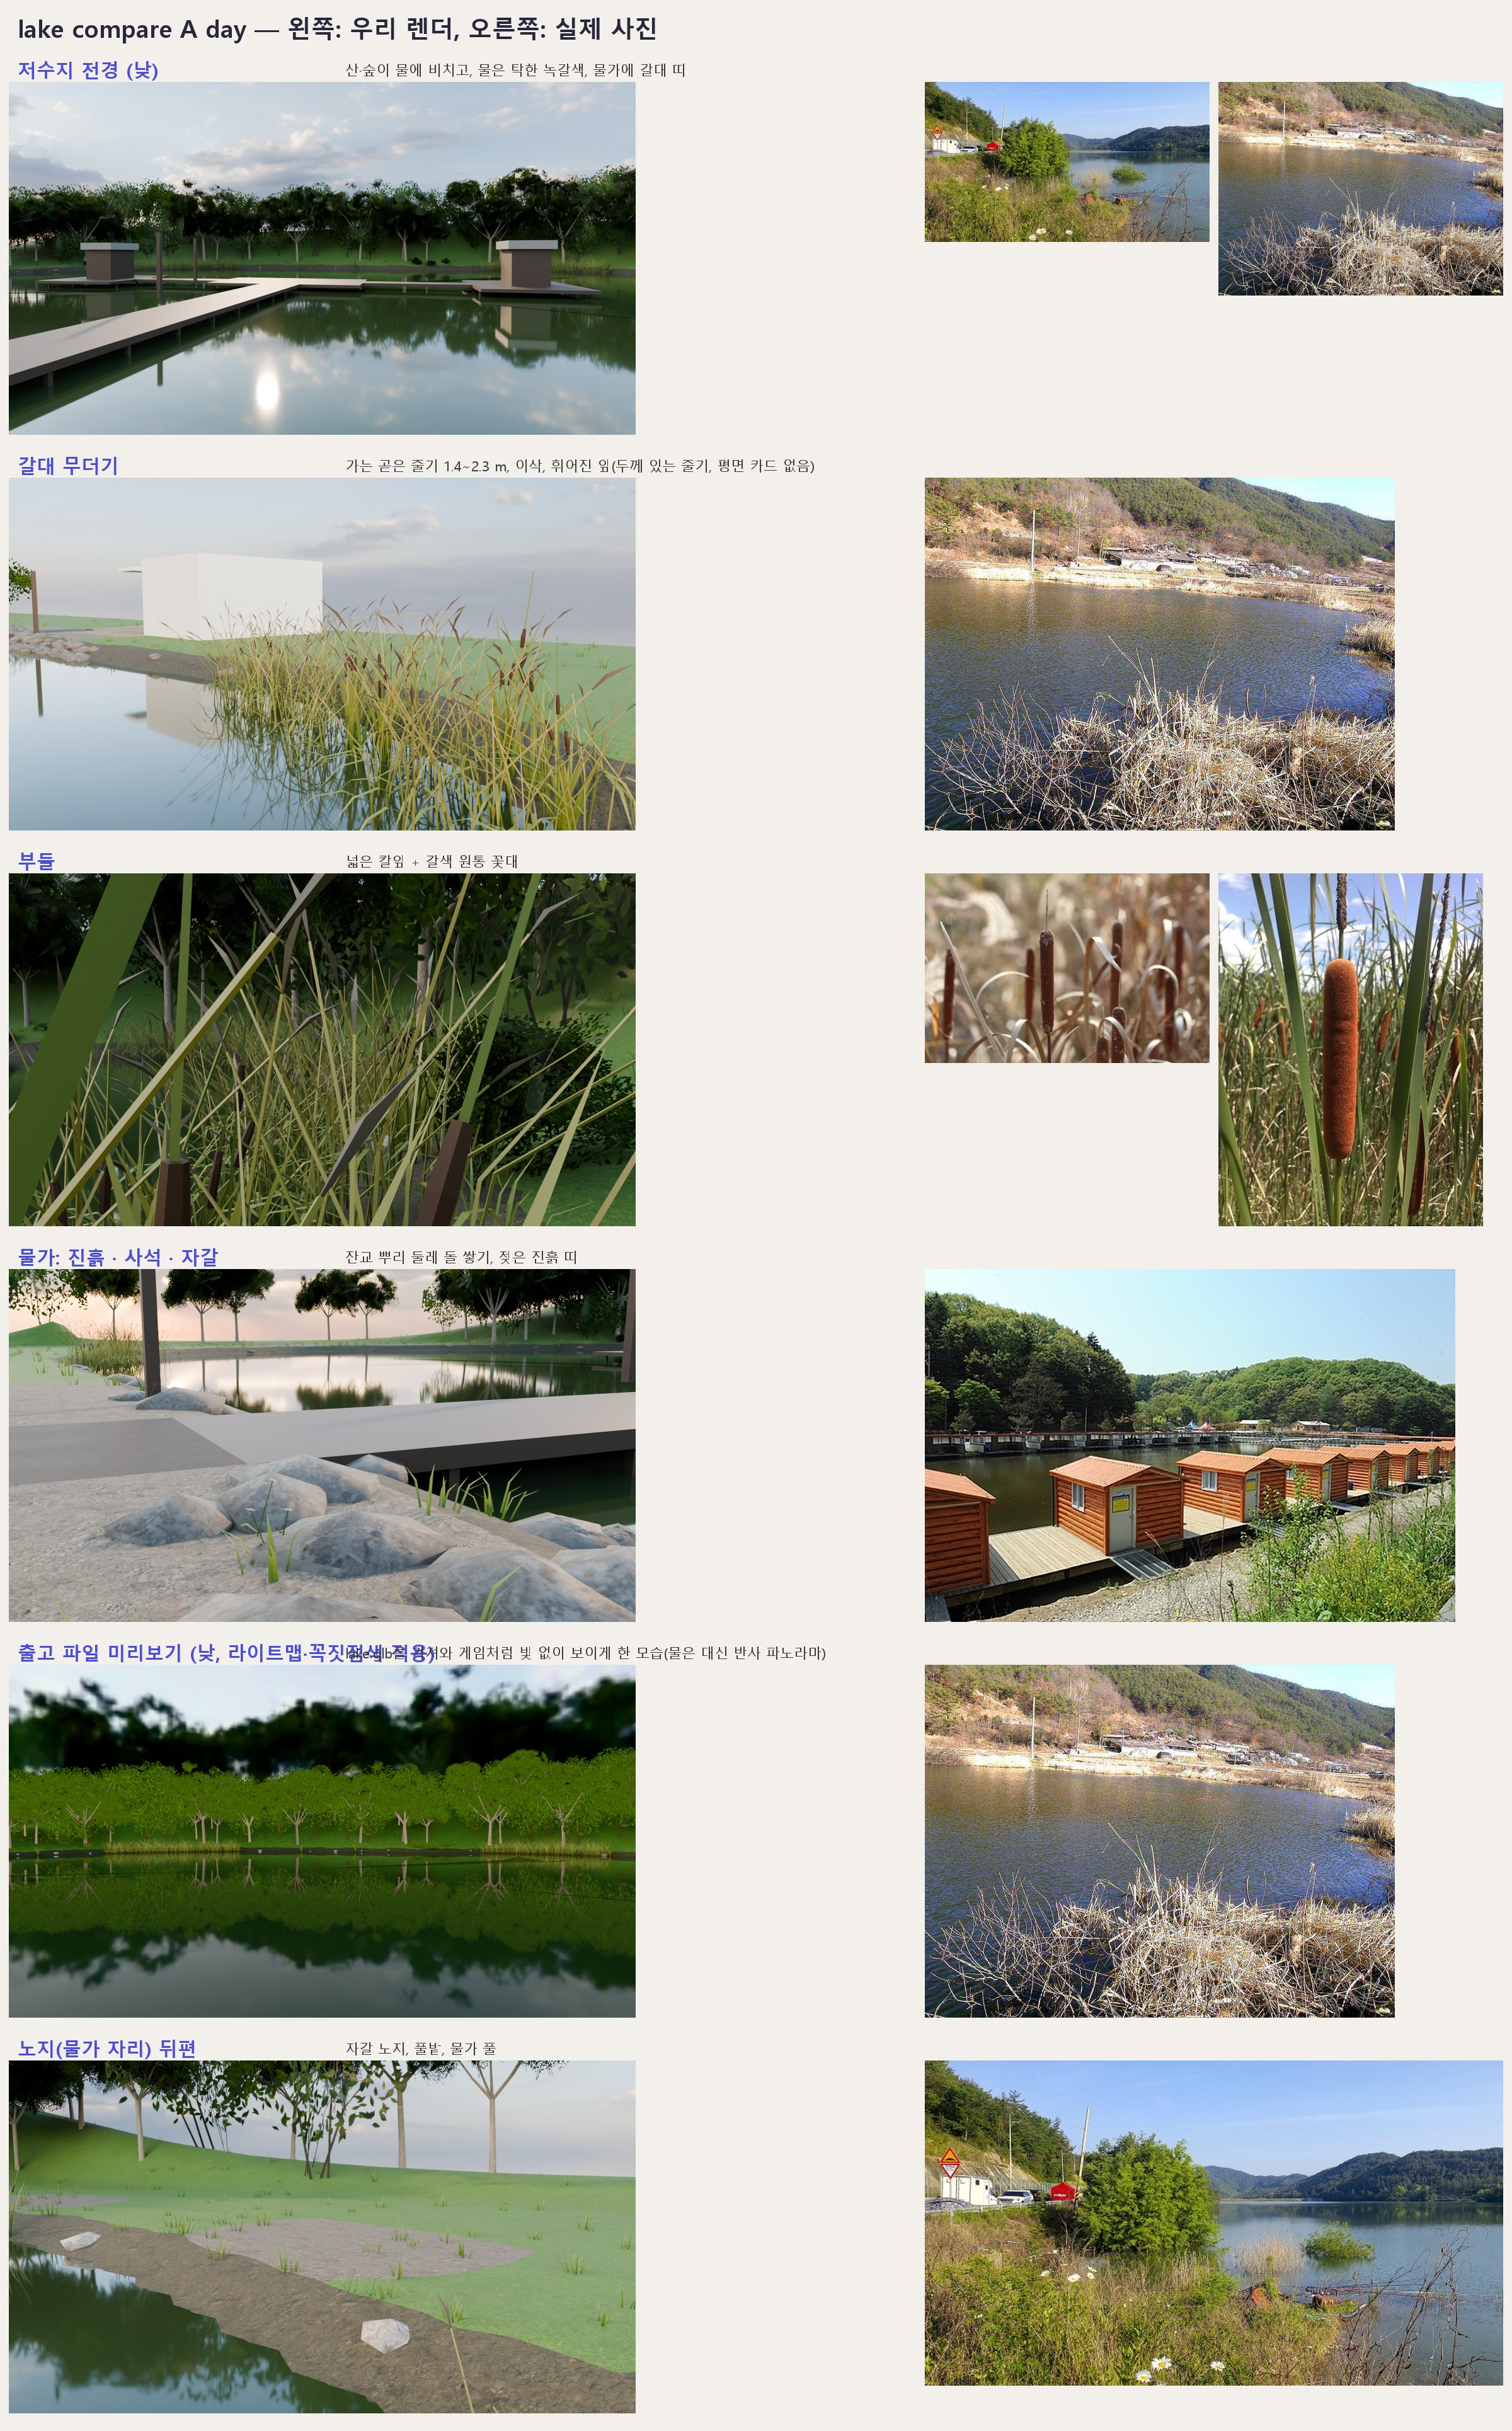 lake compare A day — 왼쪽: 우리 렌더, 오른쪽: 실제 사진
저수지 전경 (낮)
산·숲이 물에 비치고, 물은 탁한 녹갈색, 물가에 갈대 띠
갈대 무더기
가는 곧은 줄기 1.4~2.3 m, 이삭, 휘어진 잎(두께 있는 줄기, 평면 카드 없음)
부들
넓은 칼잎 + 갈색 원통 꽃대
물가: 진흙 · 사석 · 자갈
잔교 뿌리 둘레 돌 쌓기, 젖은 진흙 띠
출고 파일 미리보기 (낮, 라이트맵·꼭짓점색 적용)
게임처럼 빛 없이 보이게 한 모습(물은 대신 반사 파노라마)
노지(물가 자리) 뒤편
자갈 노지, 풀밭, 물가 풀